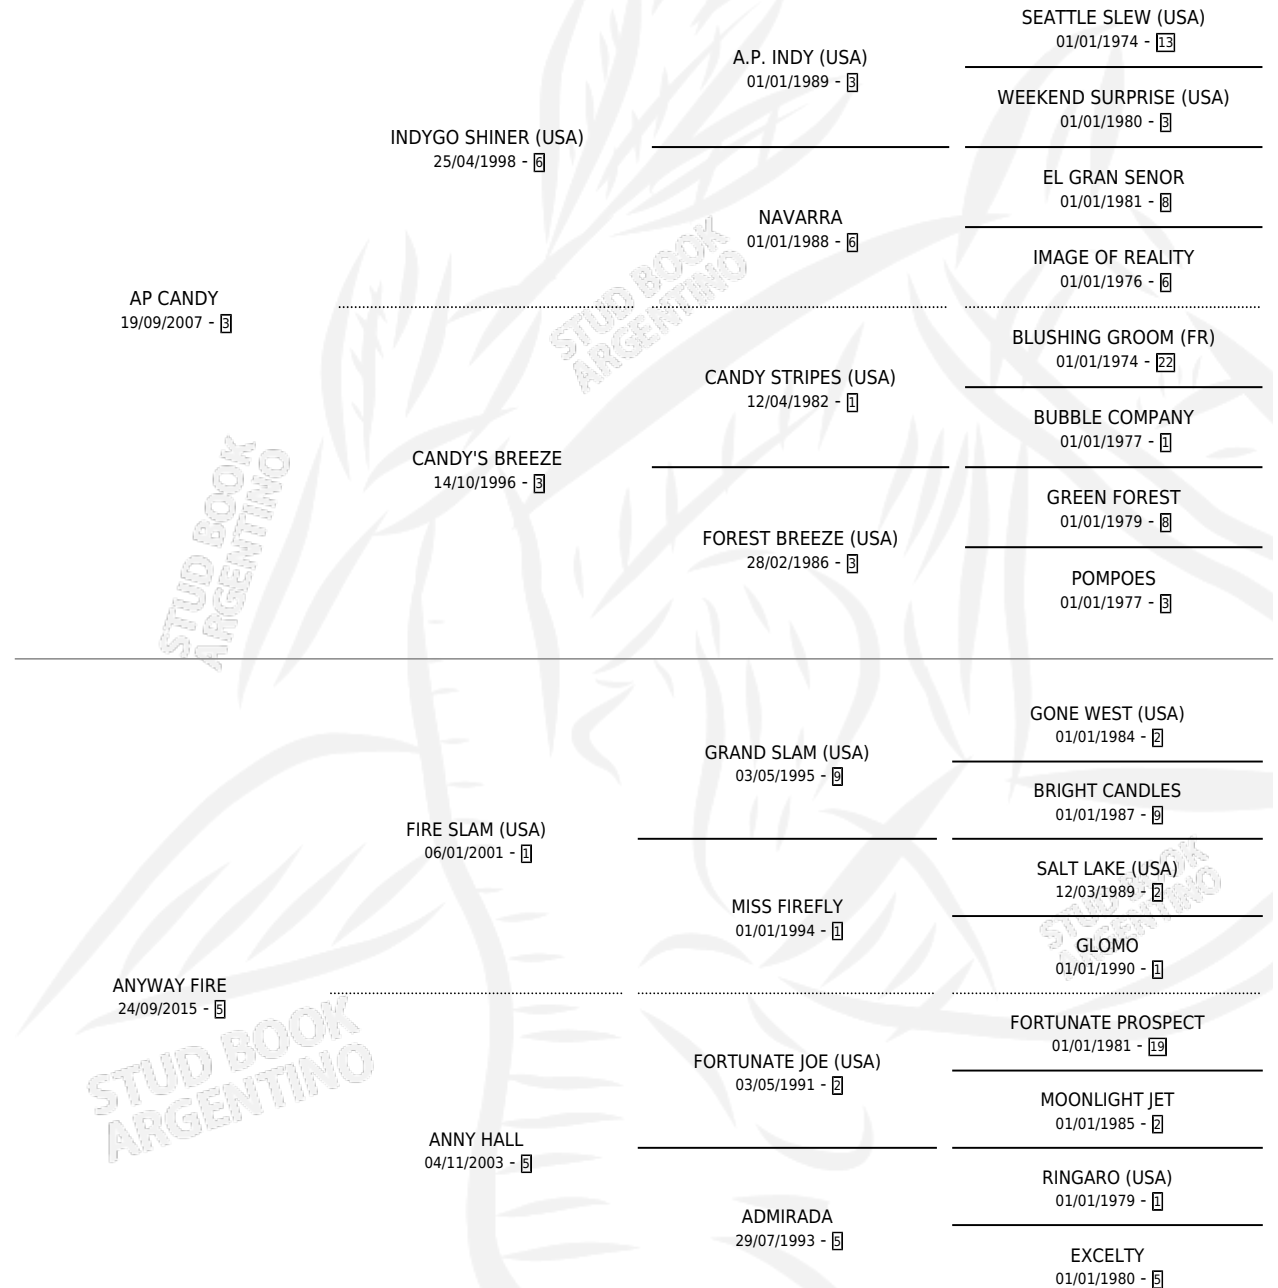 SEATTLE SLEW (USA)
01/01/1974 - 13
A.P. INDY (USA)
01/01/1989 - 3
WEEKEND SURPRISE (USA)
01/01/1980 - 3
INDYGO SHINER (USA)
25/04/1998 - 6
EL GRAN SENOR
01/01/1981 - 8
NAVARRA
01/01/1988 - 6
IMAGE OF REALITY
01/01/1976 - 6
AP CANDY
19/09/2007 - 3
BLUSHING GROOM (FR)
01/01/1974 - 22
CANDY STRIPES (USA)
12/04/1982 - 1
BUBBLE COMPANY
01/01/1977 - 1
CANDY'S BREEZE
14/10/1996 - 3
GREEN FOREST
01/01/1979 - 8
FOREST BREEZE (USA)
28/02/1986 - 3
POMPOES
01/01/1977 - 3
GONE WEST (USA)
01/01/1984 - 2
GRAND SLAM (USA)
03/05/1995 - 9
BRIGHT CANDLES
01/01/1987 - 9
FIRE SLAM (USA)
06/01/2001 - 1
SALT LAKE (USA)
12/03/1989 - 2
MISS FIREFLY
01/01/1994 - 1
GLOMO
01/01/1990 - 1
ANYWAY FIRE
24/09/2015 - 5
FORTUNATE PROSPECT
01/01/1981 - 19
FORTUNATE JOE (USA)
03/05/1991 - 2
MOONLIGHT JET
01/01/1985 - 2
ANNY HALL
04/11/2003 - 5
RINGARO (USA)
01/01/1979 - 1
ADMIRADA
29/07/1993 - 5
EXCELTY
01/01/1980 - 5
STUD BOOK
ARGENTINO
STUD BOOK
ARGENTINO
STUD BOOK
ARGENTINO
STUD BOOK
ARGENTINO